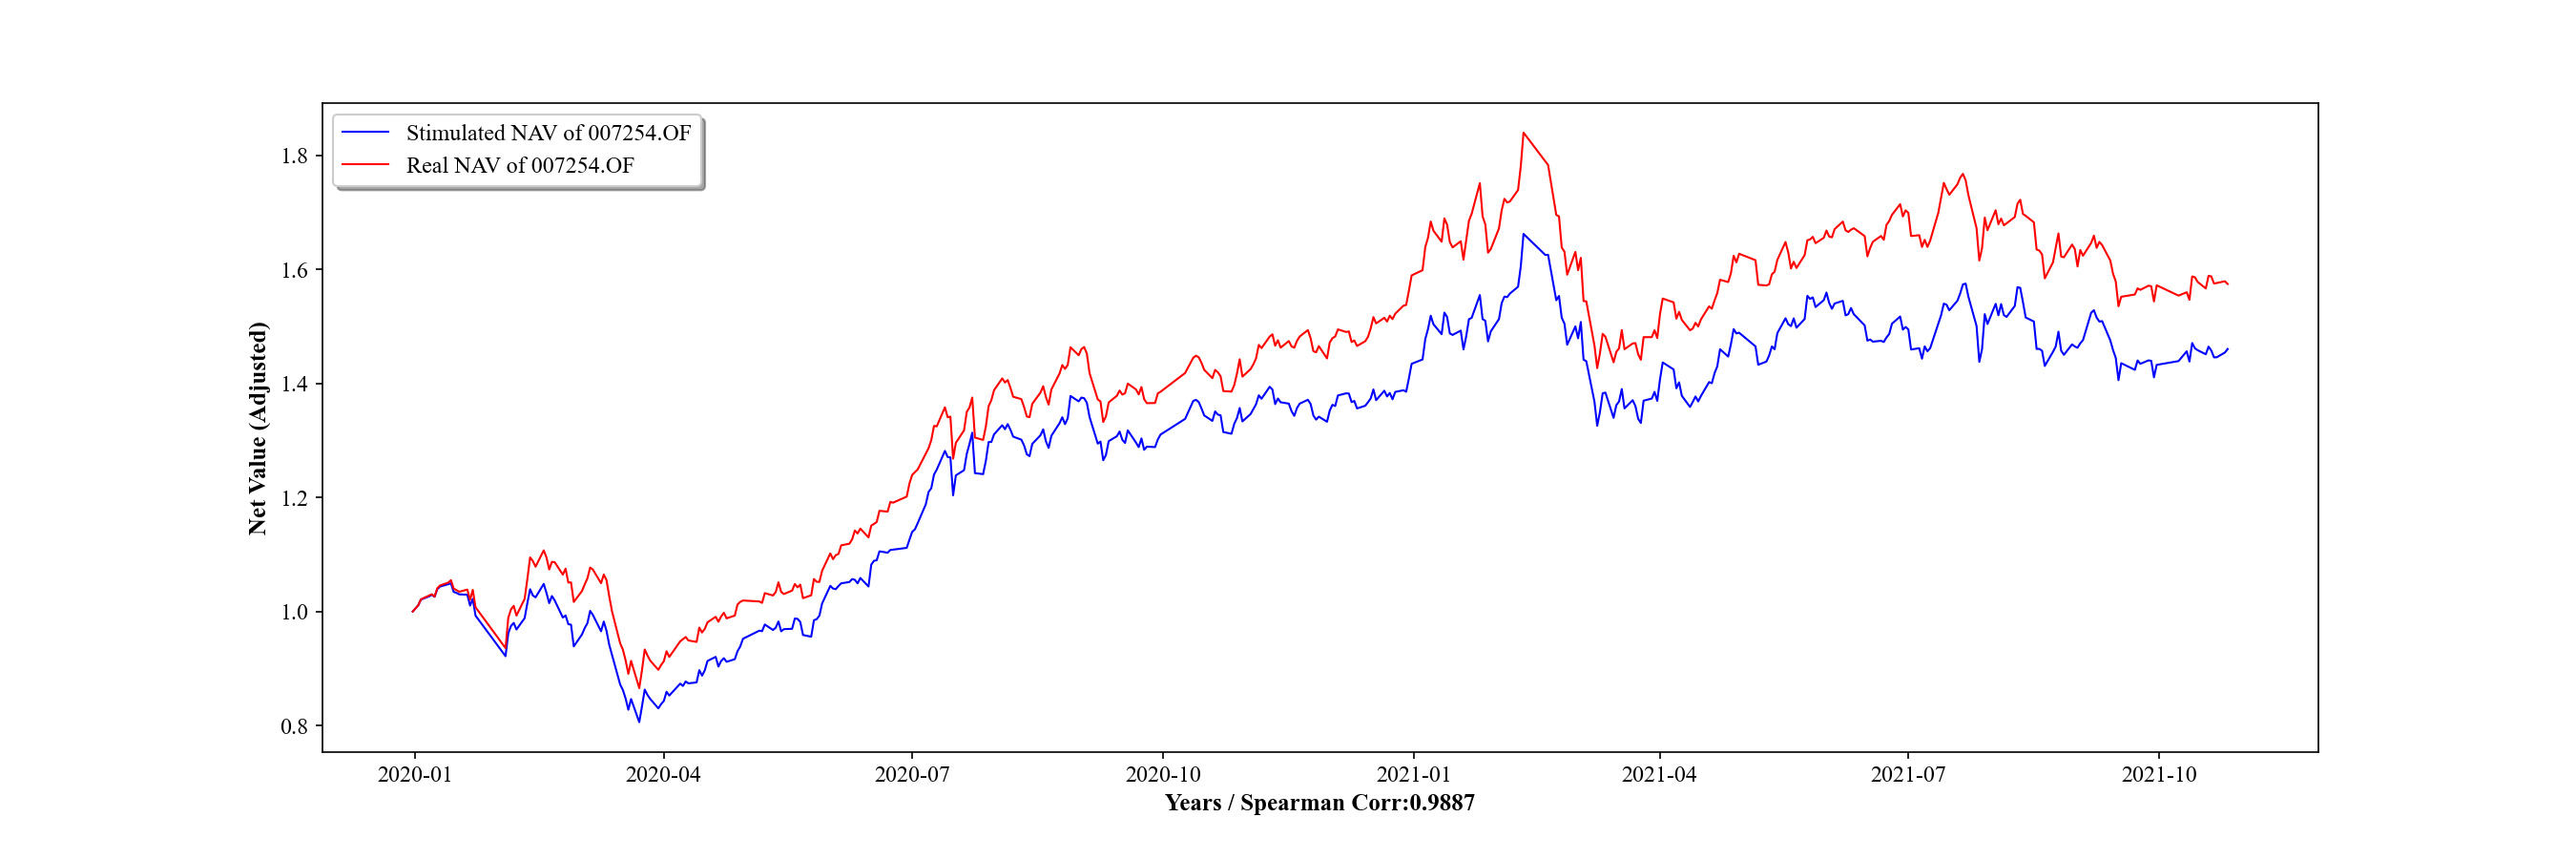 Stimulated NAV of 007254.OF
Real NAV of 007254.OF
Net Value (Adjusted)
1.8
1.6
1.4
1.2
1.0
0.8
2020-01 2020-04 2020-07 2020-10 2021-01 2021-04 2021-07 2021-10
Years / Spearman Corr:0.9887